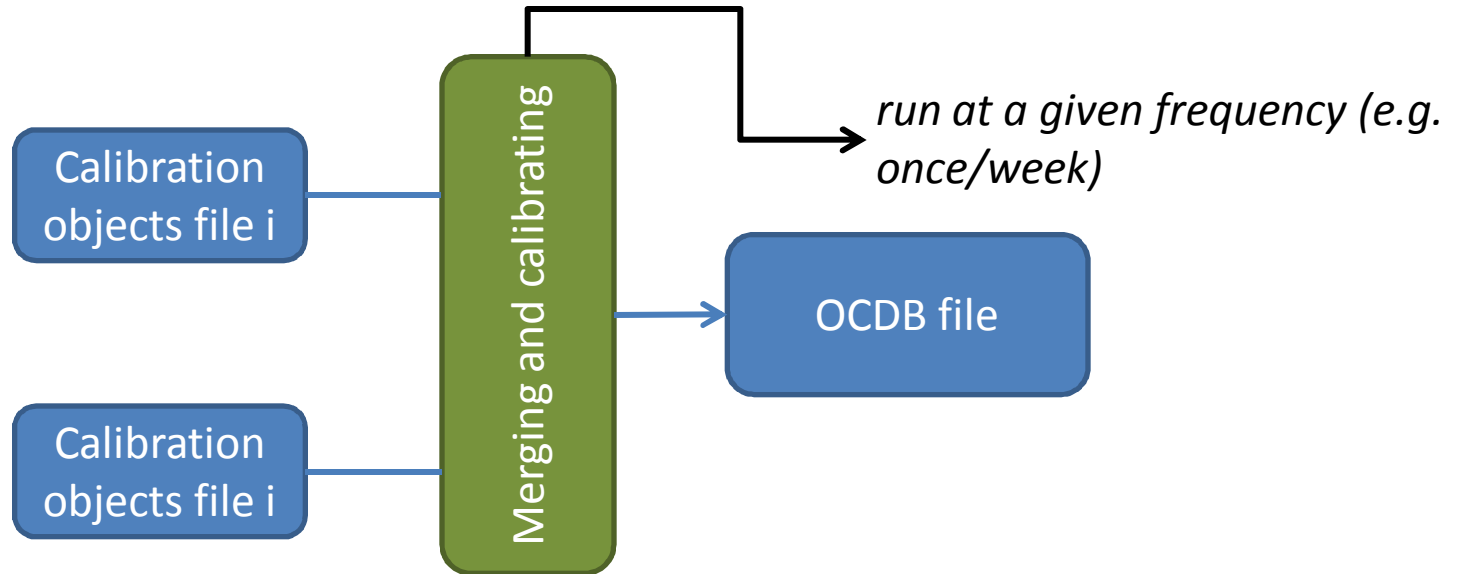 Calibration
objects file i
Calibration
objects file i
Merging and calibrating
run at a given frequency (e.g.
once/week)
OCDB file